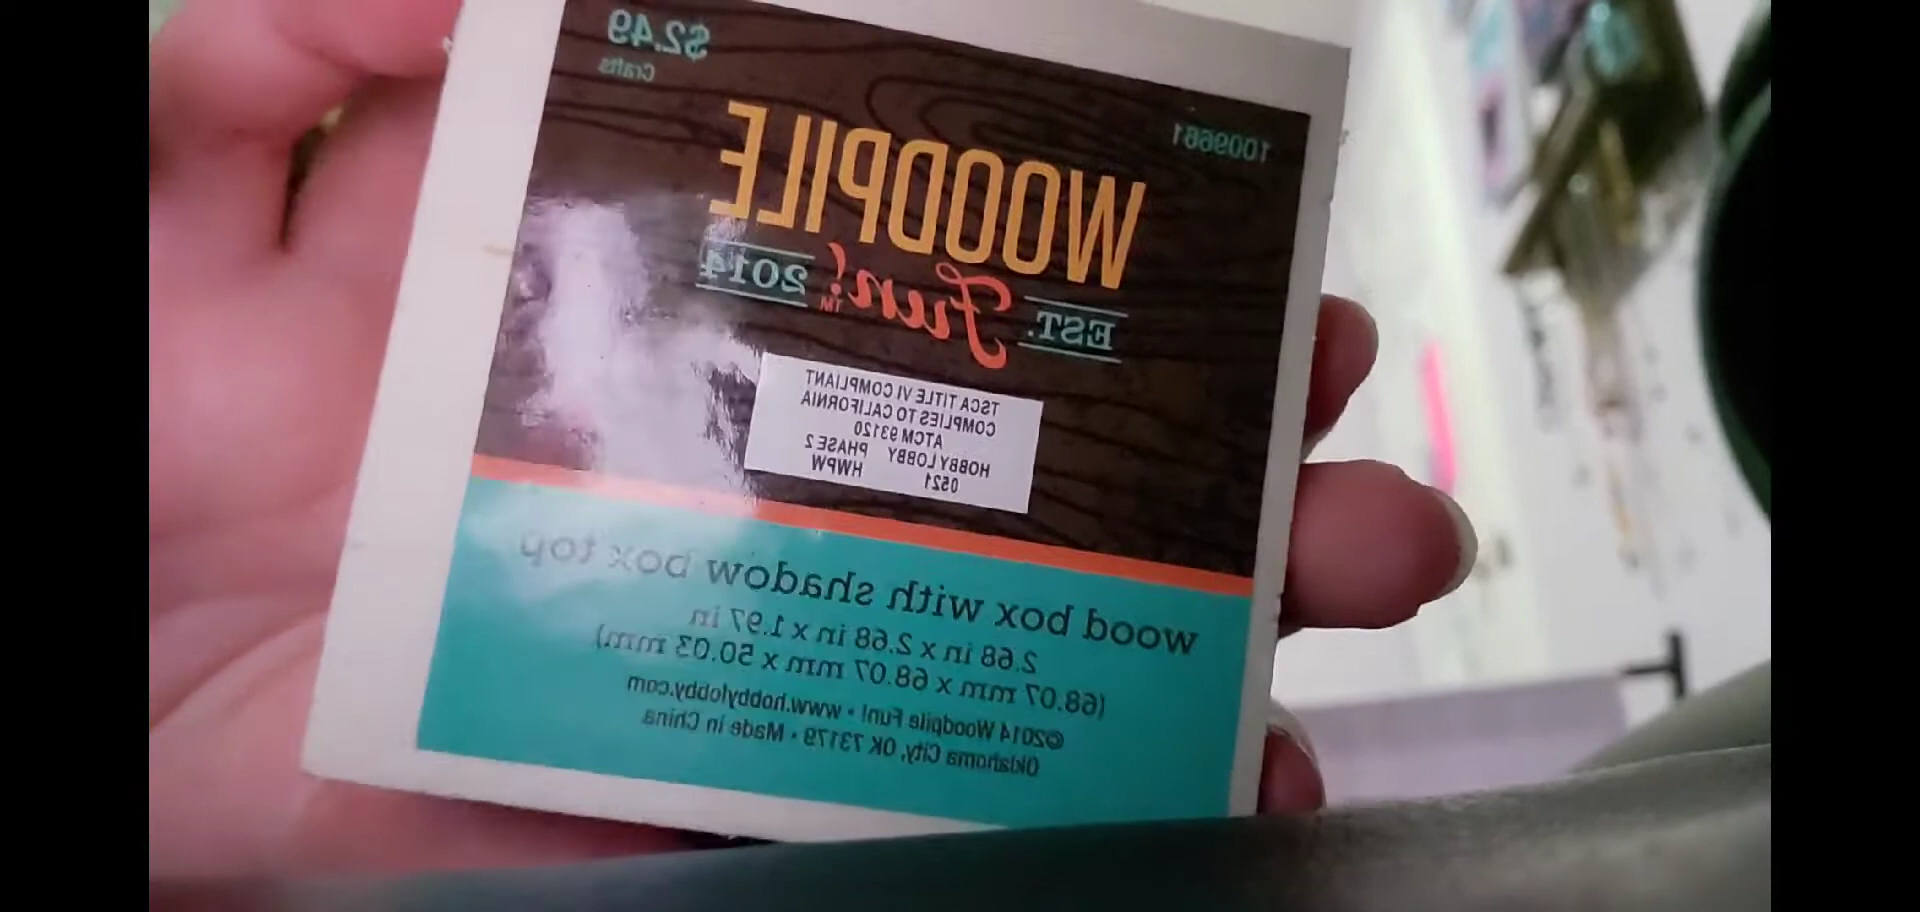 1009661 $2.49
Crafts
WOODPILE
EST. Fun!™ 2014
TSCA TITLE VI COMPLIANT
COMPLIES TO CALIFORNIA
ATCM 93120
HOBBY LOBBY PHASE 2
0521 HWPW
wood box with shadow box top
2.68 in x 2.68 in x 1.97 in
(68.07 mm x 68.07 mm x 50.03 mm)
©2014 Woodpile Fun! • www.hobbylobby.com
Oklahoma City, OK 73179 • Made in China